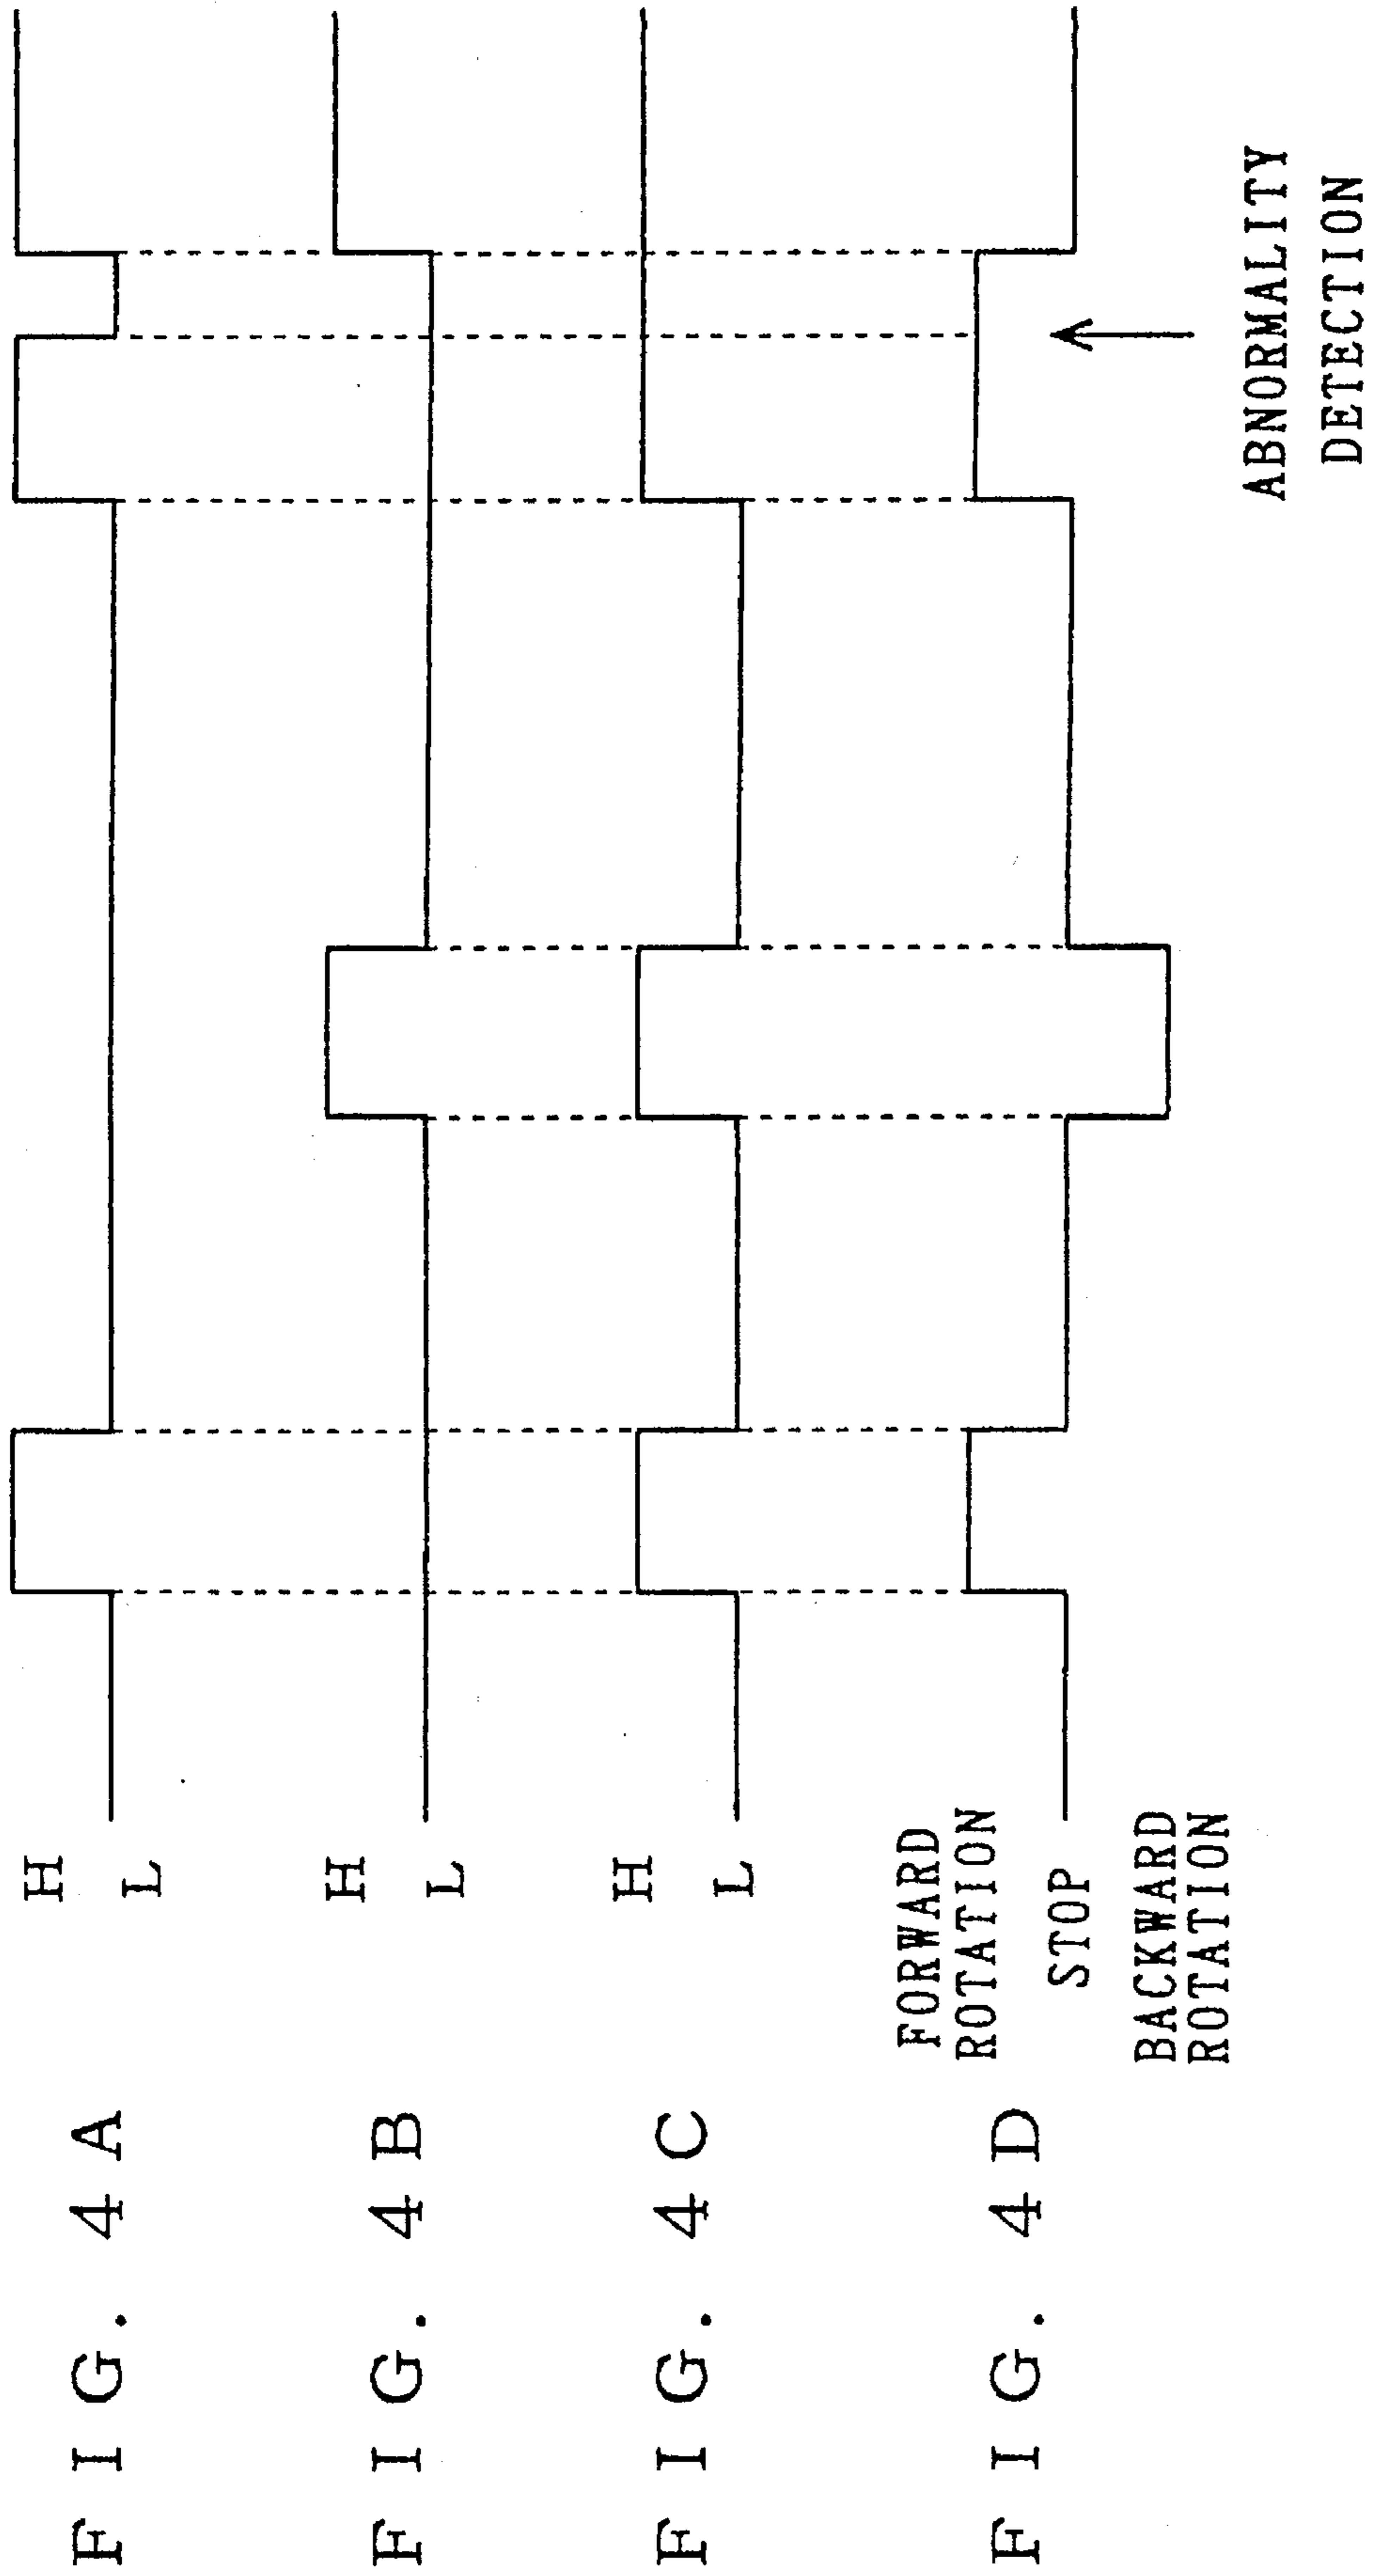 FIG. 4A
H
L
FIG. 4B
H
L
FIG. 4C
H
L
FIG. 4D
FORWARD
ROTATION
STOP
BACKWARD
ROTATION
ABNORMALITY
DETECTION